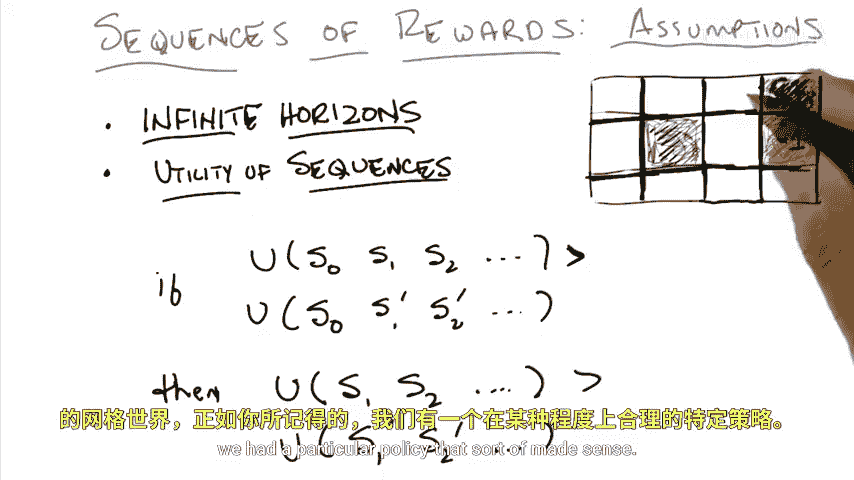 SEQUENCES OF REWARDS: ASSUMPTIONS
• INFINITE HORIZONS
• UTILITY OF SEQUENCES
if U(S₀ S₁ S₂ ...) >
U(S₀ S₁′ S₂′ ...)
then U(S₁ S₂ ...) >
U(S₁′ S₂′ ...)
的网格世界，正如你所记得的，我们有一个在某种程度上合理的特定策略。
we had a particular policy that sort of made sense.